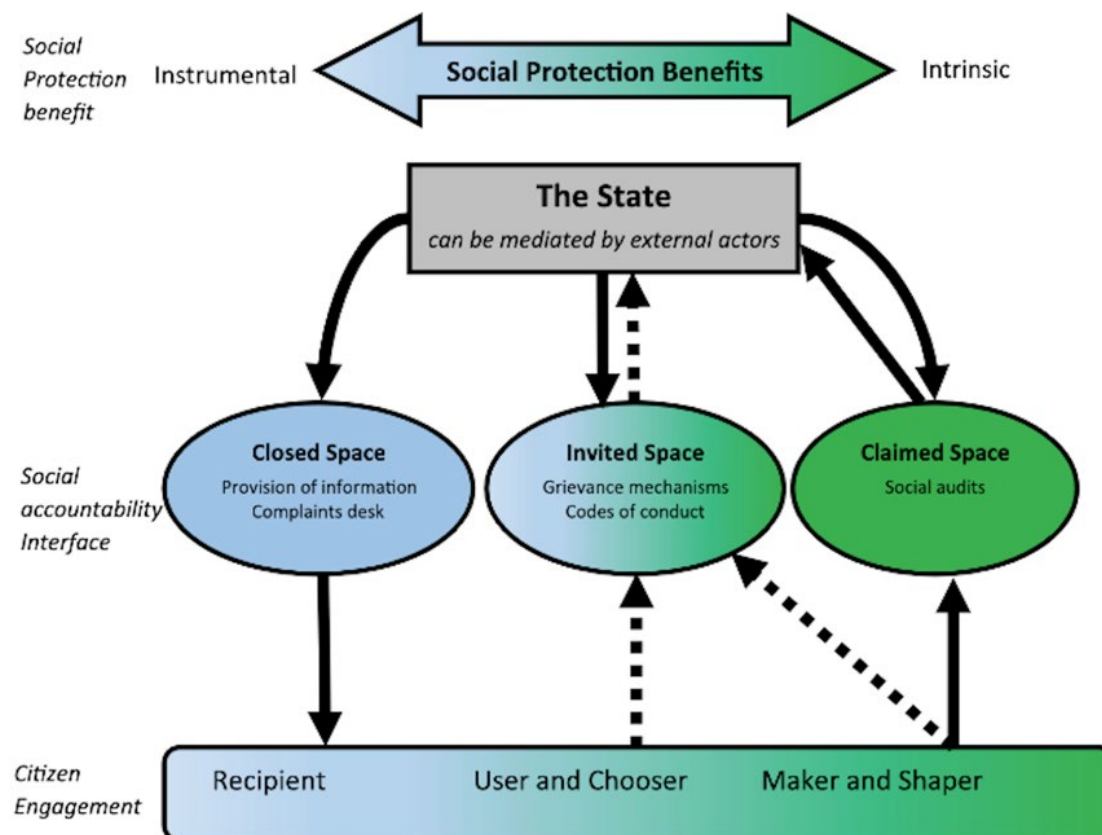 Social
Protection
benefit
Instrumental
Social Protection Benefits
Intrinsic
The State
can be mediated by external actors
Social
accountability
Interface
Closed Space
Provision of information
Complaints desk
Invited Space
Grievance mechanisms
Codes of conduct
Claimed Space
Social audits
Citizen
Engagement
Recipient
User and Chooser
Maker and Shaper